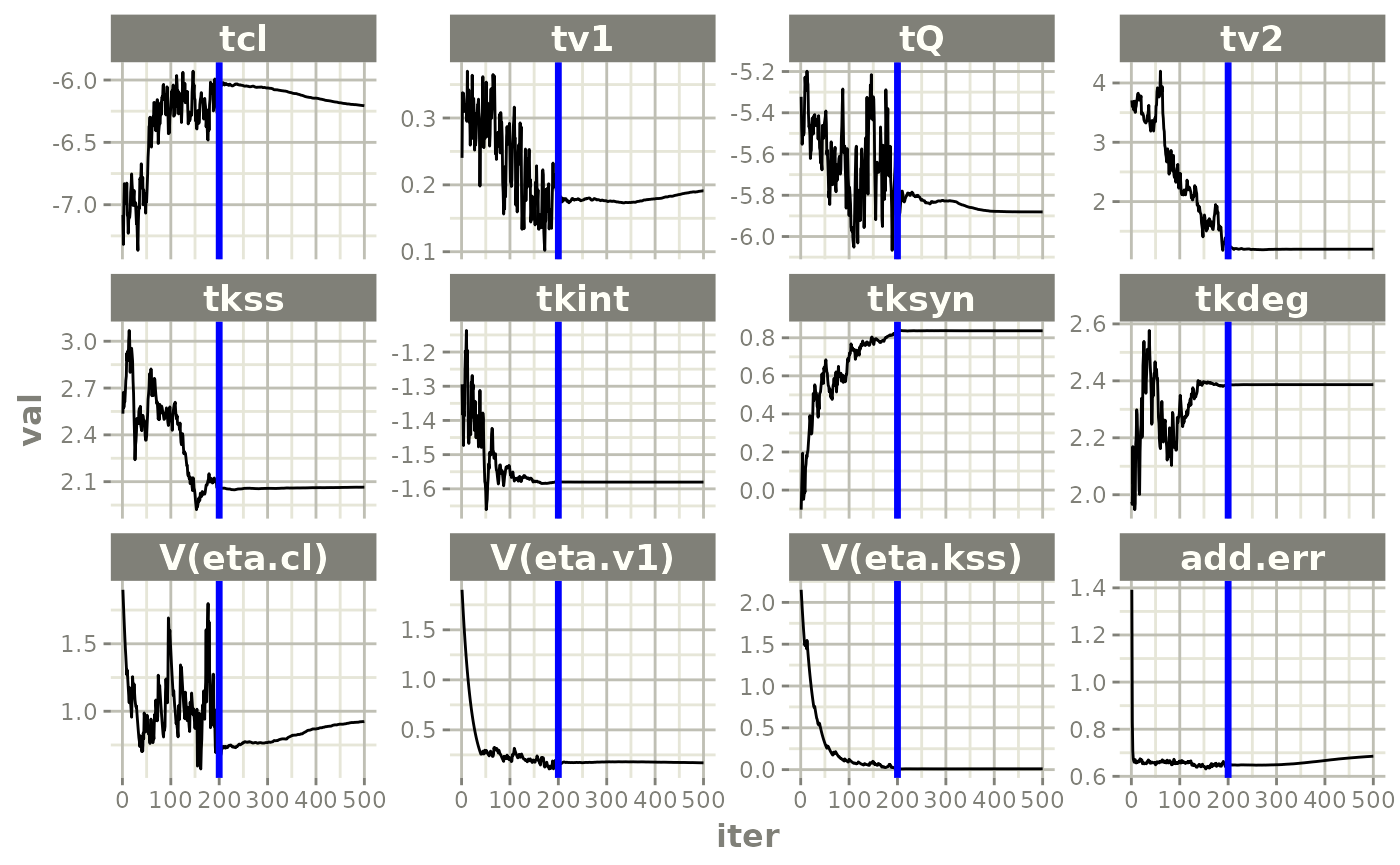 tcl tv1 tQ tv2
-6.0 -6.5 -7.0
0.3 0.2 0.1
-5.2 -5.4 -5.6 -5.8 -6.0
4 3 2
tkss tkint tksyn tkdeg
3.0 2.7 2.4 2.1
-1.2 -1.3 -1.4 -1.5 -1.6
0.8 0.6 0.4 0.2 0.0
2.6 2.4 2.2 2.0
val
V(eta.cl) V(eta.v1) V(eta.kss) add.err
1.5 1.0
1.5 1.0 0.5
2.0 1.5 1.0 0.5 0.0
1.4 1.2 1.0 0.8 0.6
0 100 200 300 400 500 0 100 200 300 400 500 0 100 200 300 400 500 0 100 200 300 400 500
iter